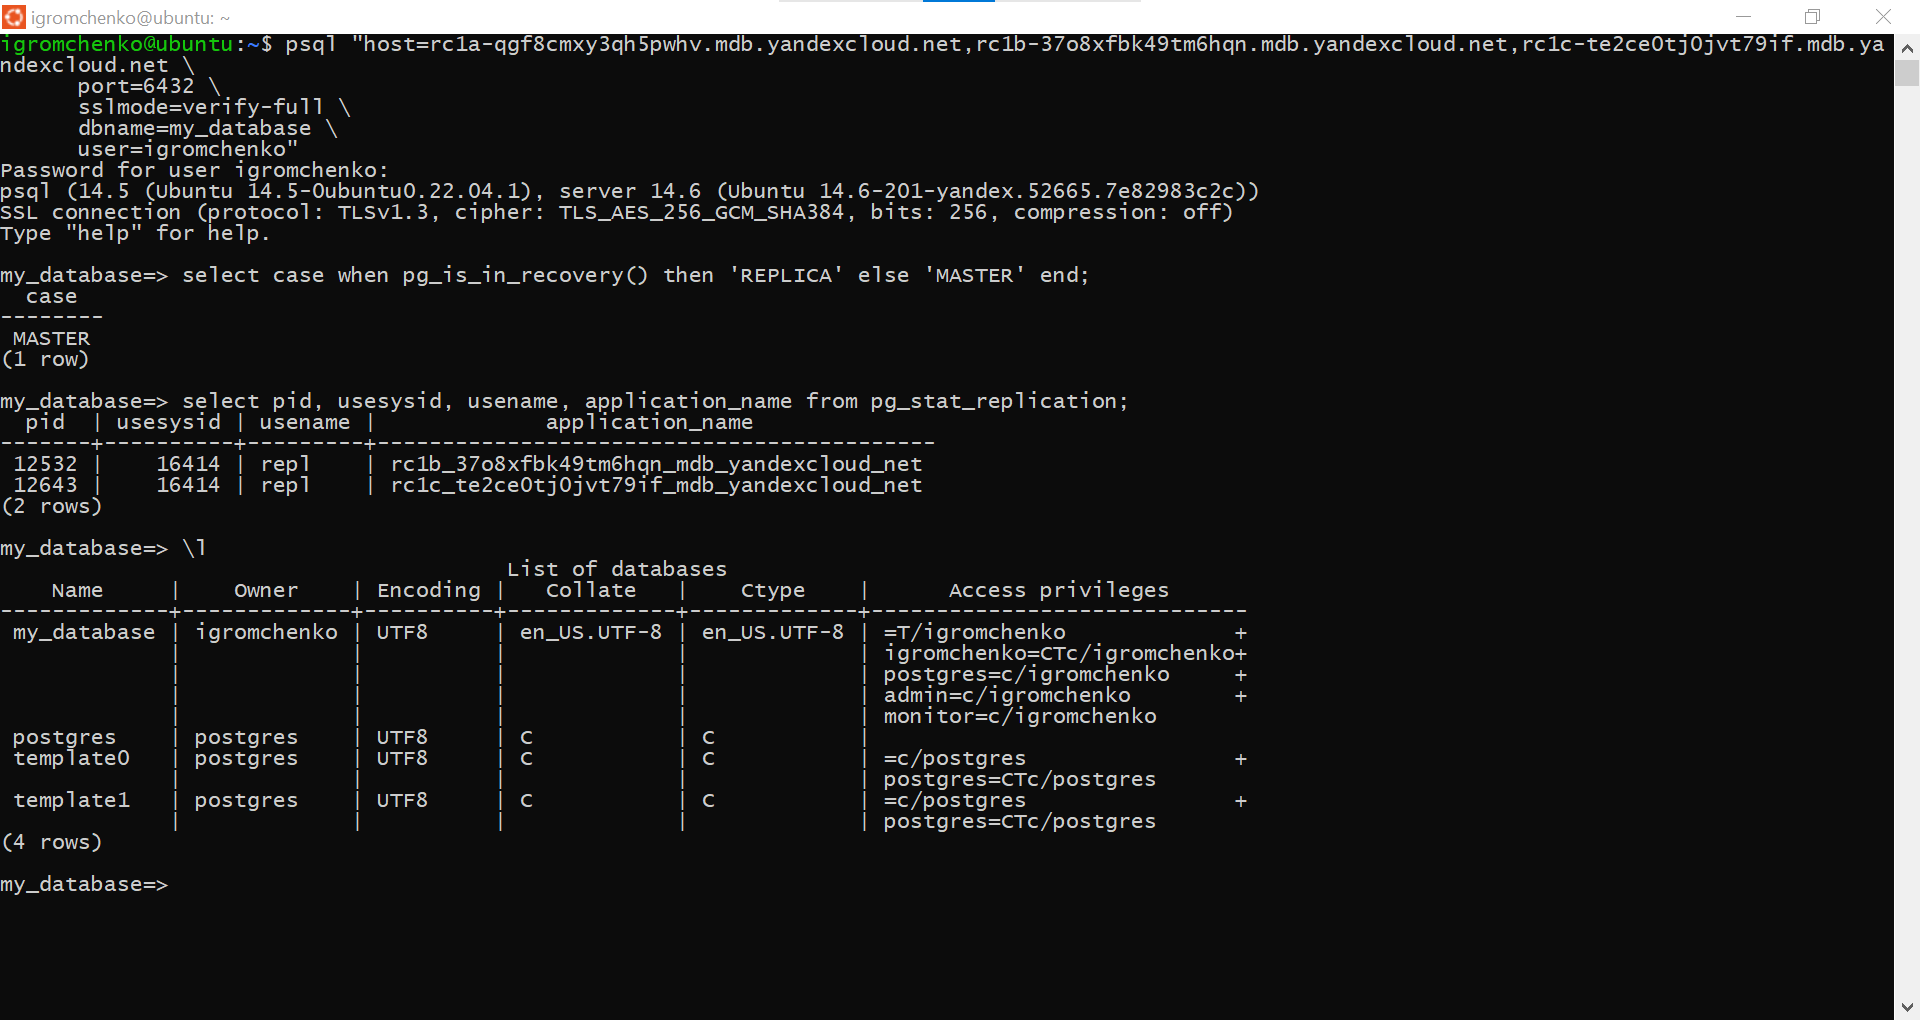 igromchenko@ubuntu: ~
igromchenko@ubuntu:~$ psql "host=rc1a-qgf8cmxy3qh5pwhv.mdb.yandexcloud.net,rc1b-37o8xfbk49tm6hqn.mdb.yandexcloud.net,rc1c-te2ce0tj0jvt79if.mdb.ya
ndexcloud.net \
      port=6432 \
      sslmode=verify-full \
      dbname=my_database \
      user=igromchenko"
Password for user igromchenko:
psql (14.5 (Ubuntu 14.5-0ubuntu0.22.04.1), server 14.6 (Ubuntu 14.6-201-yandex.52665.7e82983c2c))
SSL connection (protocol: TLSv1.3, cipher: TLS_AES_256_GCM_SHA384, bits: 256, compression: off)
Type "help" for help.
my_database=> select case when pg_is_in_recovery() then 'REPLICA' else 'MASTER' end;
  case
--------
 MASTER
(1 row)
my_database=> select pid, usesysid, usename, application_name from pg_stat_replication;
  pid  | usesysid | usename |             application_name
-------+----------+---------+-------------------------------------------
 12532 |    16414 | repl    | rc1b_37o8xfbk49tm6hqn_mdb_yandexcloud_net
 12643 |    16414 | repl    | rc1c_te2ce0tj0jvt79if_mdb_yandexcloud_net
(2 rows)
my_database=> \l
                                       List of databases
    Name     |    Owner    | Encoding |   Collate   |    Ctype    |      Access privileges
-------------+-------------+----------+-------------+-------------+-----------------------------
 my_database | igromchenko | UTF8     | en_US.UTF-8 | en_US.UTF-8 | =T/igromchenko             +
             |             |          |             |             | igromchenko=CTc/igromchenko+
             |             |          |             |             | postgres=c/igromchenko     +
             |             |          |             |             | admin=c/igromchenko        +
             |             |          |             |             | monitor=c/igromchenko
 postgres    | postgres    | UTF8     | C           | C           |
 template0   | postgres    | UTF8     | C           | C           | =c/postgres                +
             |             |          |             |             | postgres=CTc/postgres
 template1   | postgres    | UTF8     | C           | C           | =c/postgres                +
             |             |          |             |             | postgres=CTc/postgres
(4 rows)
my_database=>